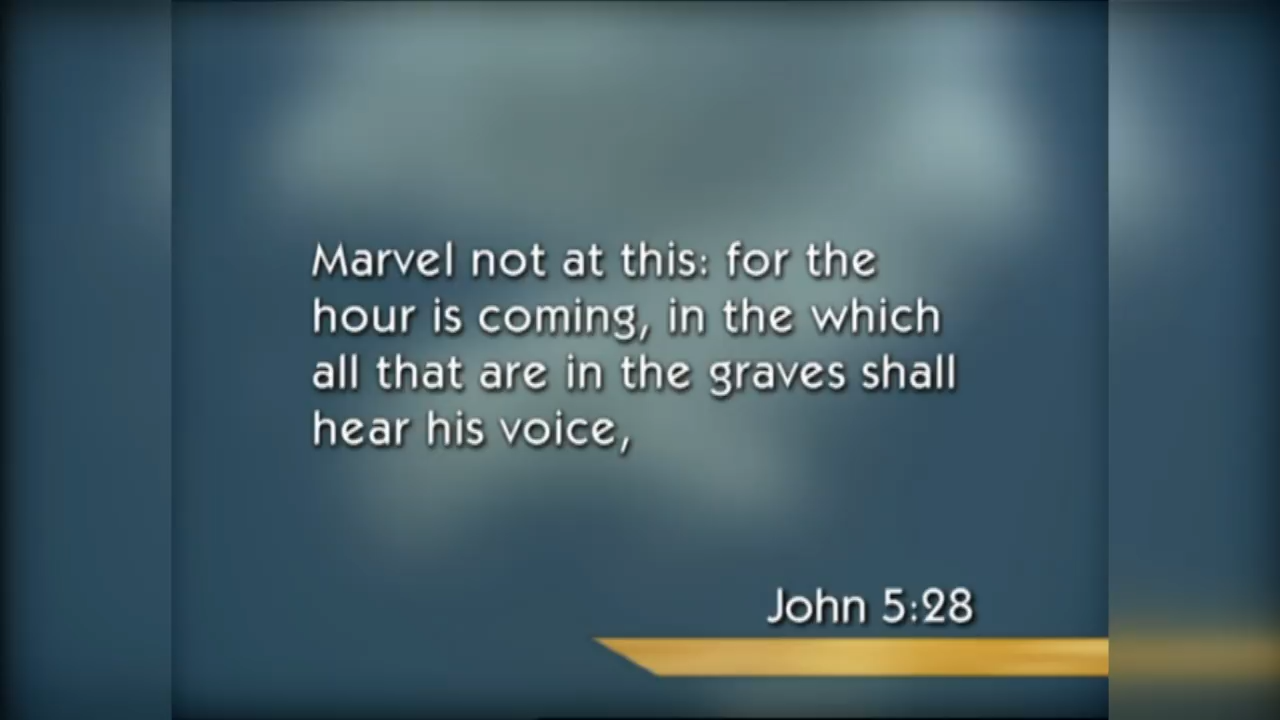 Marvel not at this: for the
hour is coming, in the which
all that are in the graves shall
hear his voice,
John 5:28